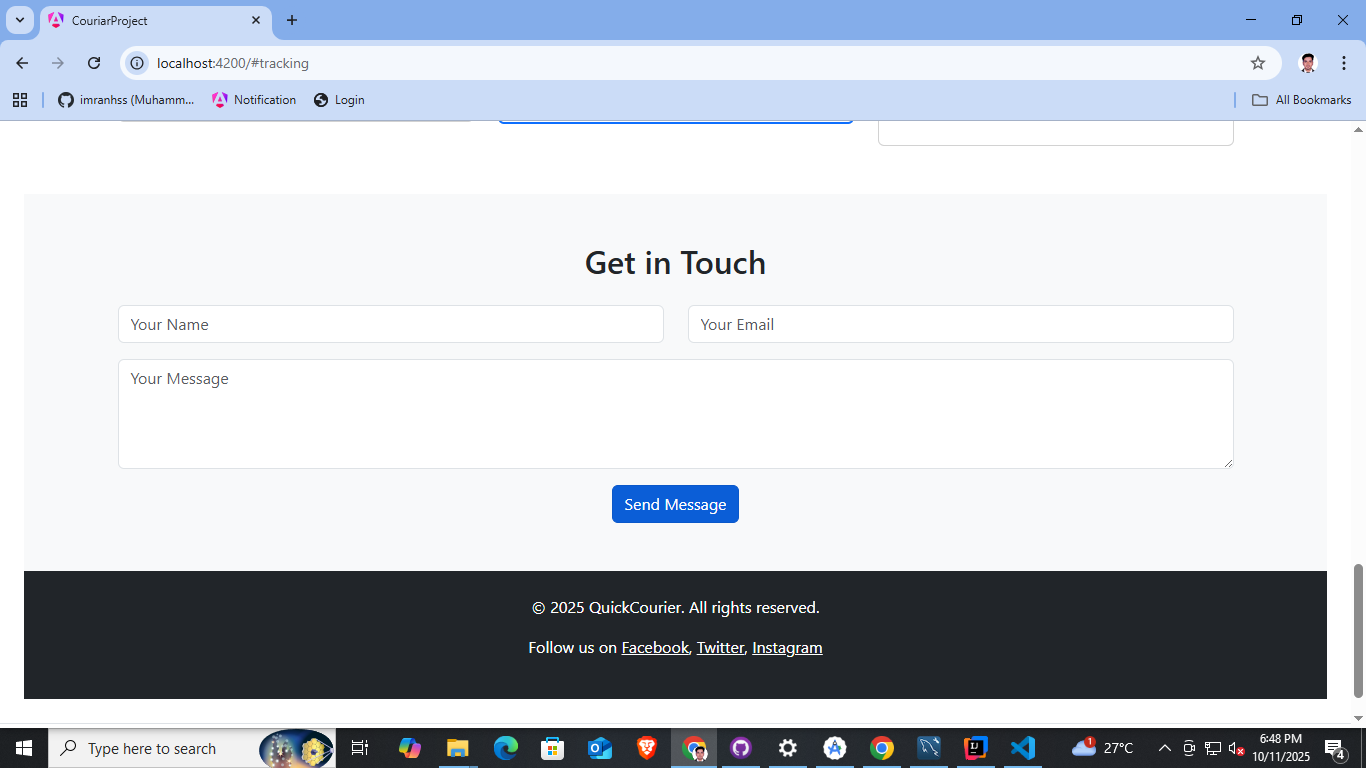 CouriarProject
localhost:4200/#tracking
imranhss (Muhamm...
Notification
Login
All Bookmarks
Get in Touch
Your Name
Your Email
Your Message
Send Message
© 2025 QuickCourier. All rights reserved.
Follow us on Facebook, Twitter, Instagram
Type here to search
1
27°C
6:48 PM
10/11/2025
4